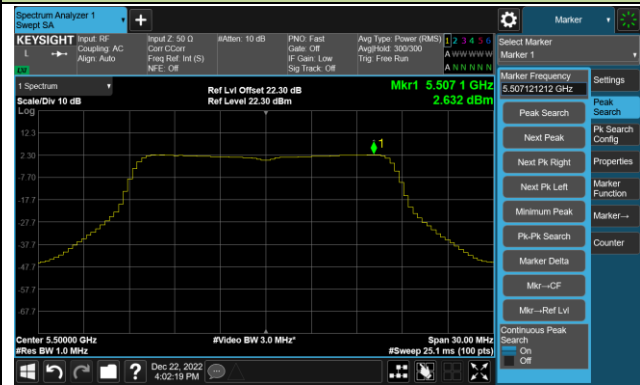 Spectrum Analyzer 1
Swept SA
+
Marker
KEYSIGHT
L
LM
Input: RF
Coupling: AC
Align: Auto
Input Z: 50 Ω
Corr CCorr
Freq Ref: Int (S)
NFE: Off
#Atten: 10 dB
PNO: Fast
Gate: Off
IF Gain: Low
Sig Track: Off
Avg Type: Power (RMS)
Avg|Hold: 300/300
Trig: Free Run
1 2 3 4 5 6
A W W W W W
A N N N N N
Select Marker
Marker 1
1 Spectrum
Scale/Div 10 dB
Log
Ref Lvl Offset 22.30 dB
Ref Level 22.30 dBm
Mkr1 5.507 1 GHz
2.632 dBm
Marker Frequency
5.507121212 GHz
Settings
Peak Search
Next Peak
Next Pk Right
Next Pk Left
Minimum Peak
Pk-Pk Search
Marker Delta
Mkr→CF
Mkr→Ref Lvl
Continuous Peak
Search
On
Off
Peak
Search
Pk Search
Config
Properties
Marker
Function
Marker→
Counter
12.3
2.30
-7.70
-17.7
-27.7
-37.7
-47.7
-57.7
-67.7
1
Center 5.50000 GHz
#Res BW 1.0 MHz
#Video BW 3.0 MHz*
Span 30.00 MHz
#Sweep 25.1 ms (100 pts)
?
Dec 22, 2022
4:02:19 PM